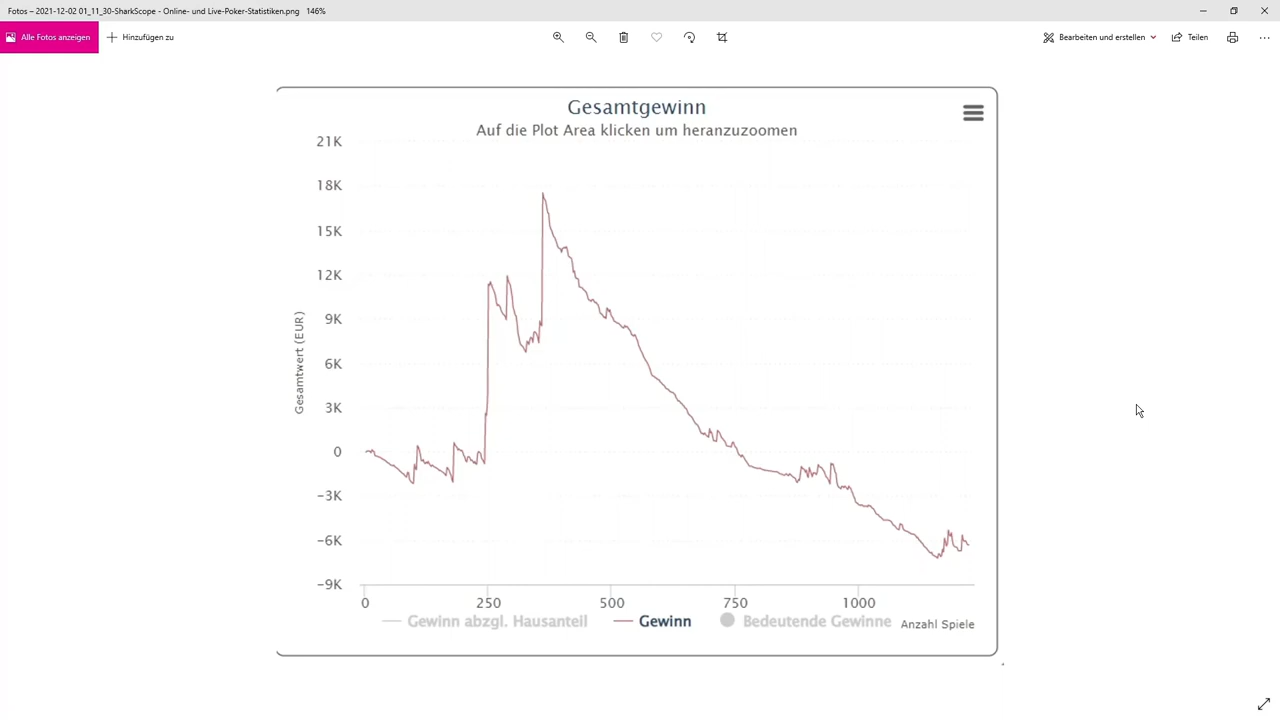 Fotos – 2021-12-02 01_11_30-SharkScope - Online- und Live-Poker-Statistiken.png 146%
Alle Fotos anzeigen
Hinzufügen zu
Bearbeiten und erstellen
Teilen
Gesamtgewinn
Auf die Plot Area klicken um heranzuzoomen
Gesamtwert (EUR)
21K
18K
15K
12K
9K
6K
3K
0
−3K
−6K
−9K
0 250 500 750 1000
Gewinn abzgl. Hausanteil Gewinn Bedeutende Gewinne Anzahl Spiele